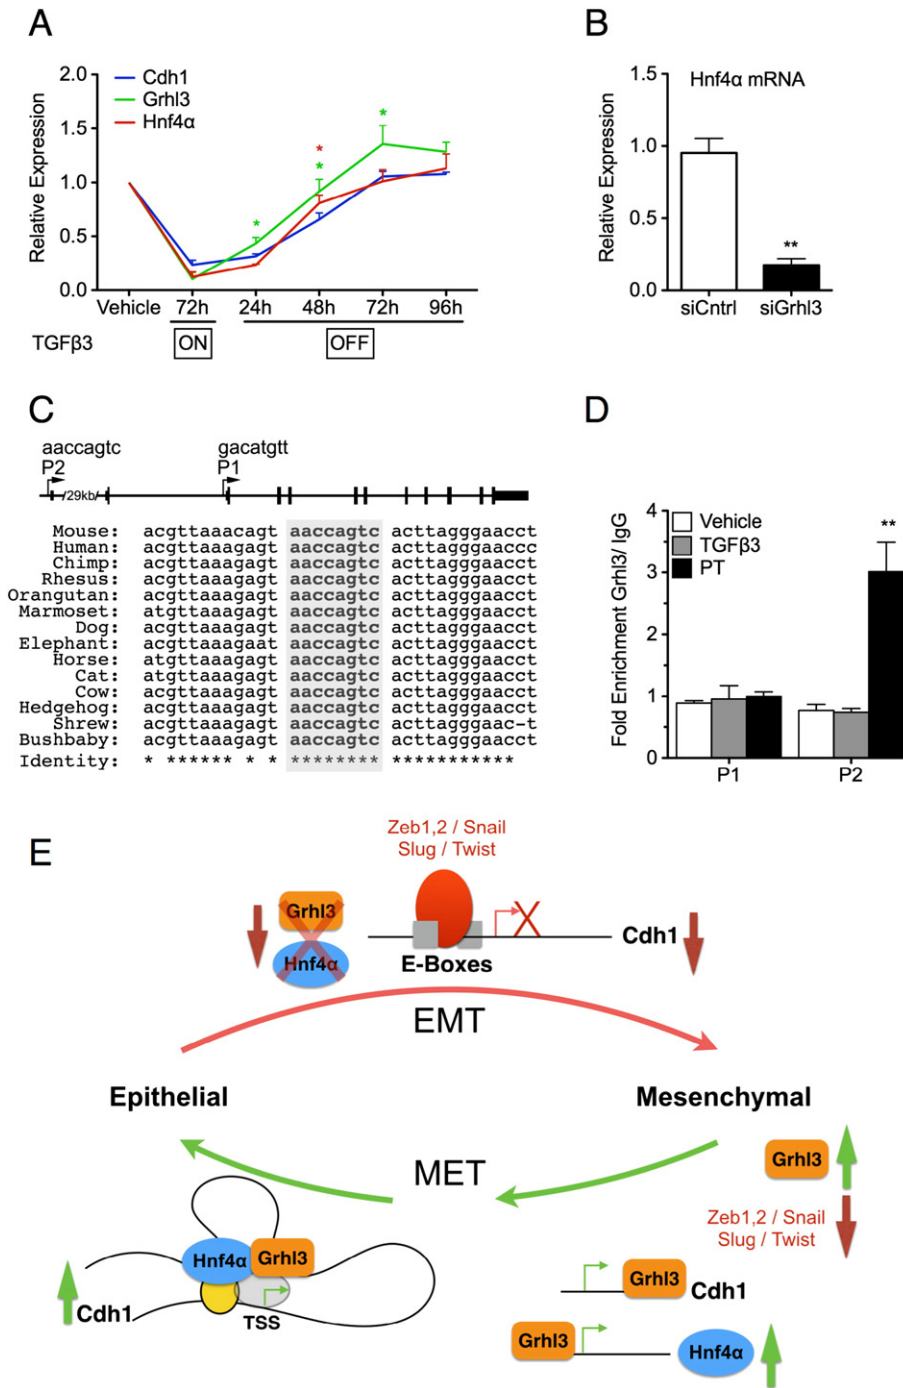 A
2.0
1.5
1.0
0.5
0.0
Relative Expression
Cdh1
Grhl3
Hnf4α
*
*
*
*
Vehicle 72h 24h 48h 72h 96h
TGFβ3 ON OFF
B
Hnf4α mRNA
1.5
1.0
0.5
0.0
Relative Expression
**
siCntrl siGrhl3
C
aaccagtc gacatgtt
P2 P1
/29kb/
Mouse: acgttaaacagt aaccagtc acttagggaacct
Human: acgttaaagagt aaccagtc acttagggaaccc
Chimp: acgttaaagagt aaccagtc acttagggaacct
Rhesus: acgttaaagagt aaccagtc acttagggaacct
Orangutan: acgttaaagagt aaccagtc acttagggaacct
Marmoset: atgttaaagagt aaccagtc acttagggaacct
Dog: acgttaaagagt aaccagtc acttagggaacct
Elephant: acgttaaagaat aaccagtc acttagggaacct
Horse: atgttaaagagt aaccagtc acttagggaacct
Cat: atgttaaagagt aaccagtc acttagggaacct
Cow: acgttaaagagt aaccagtc acttagggaacct
Hedgehog: acgttaaagagt aaccagtc acttagggaacct
Shrew: acgttaaagagt aaccagtc acttagggaac-t
Bushbaby: acgttaaagagt aaccagtc acttagggaacct
Identity: * ****** * * ******** ***********
D
4
3
2
1
0
Fold Enrichment Grhl3/ IgG
Vehicle
TGFβ3
PT
**
P1 P2
E
Zeb1,2 / Snail
Slug / Twist
Grhl3
Hnf4α
E-Boxes
Cdh1
EMT
Epithelial Mesenchymal
MET
Grhl3
Zeb1,2 / Snail
Slug / Twist
Hnf4α Grhl3
Cdh1
TSS
Grhl3
Cdh1
Grhl3
Hnf4α